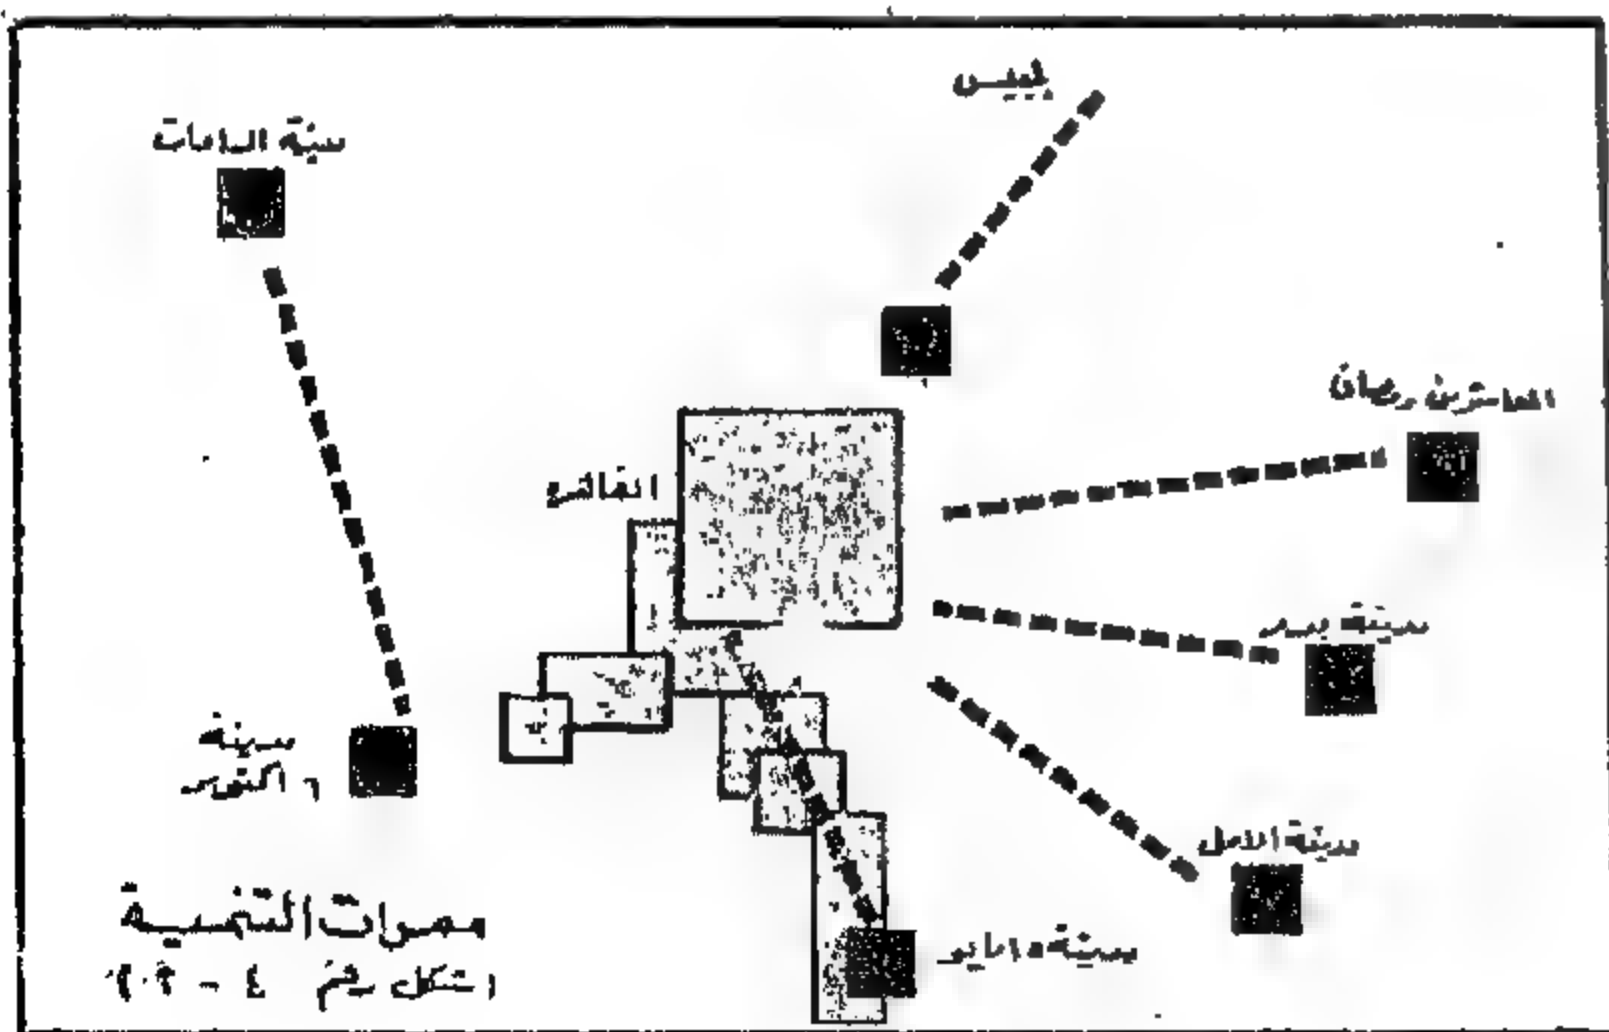 بلبيس
مدينة السادات
العاشر من رمضان
القاهرة
مدينة بدر
مدينة
٦ اكتوبر
مدينة الأمل
ممرات التنمية
مدينة ١٥ مايو
شكل رقم ٤ -